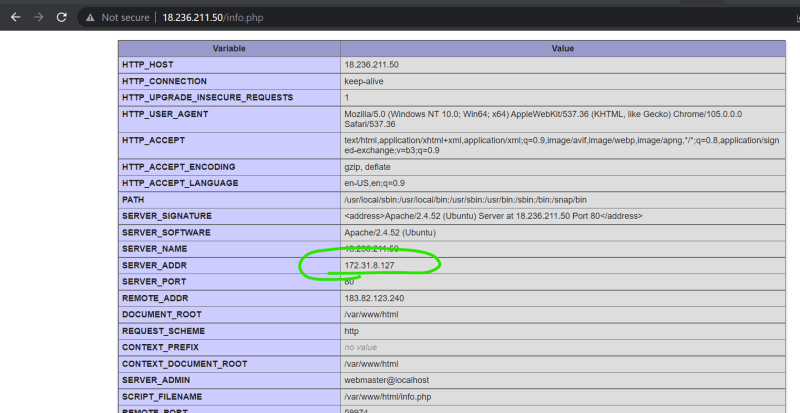 Not secure | 18.236.211.50/info.php
Variable Value
HTTP_HOST 18.236.211.50
HTTP_CONNECTION keep-alive
HTTP_UPGRADE_INSECURE_REQUESTS 1
HTTP_USER_AGENT Mozilla/5.0 (Windows NT 10.0; Win64; x64) AppleWebKit/537.36 (KHTML, like Gecko) Chrome/105.0.0.0
Safari/537.36
HTTP_ACCEPT text/html,application/xhtml+xml,application/xml;q=0.9,image/avif,image/webp,image/apng,*/*;q=0.8,application/sign
ed-exchange;v=b3;q=0.9
HTTP_ACCEPT_ENCODING gzip, deflate
HTTP_ACCEPT_LANGUAGE en-US,en;q=0.9
PATH /usr/local/sbin:/usr/local/bin:/usr/sbin:/usr/bin:/sbin:/bin:/snap/bin
SERVER_SIGNATURE <address>Apache/2.4.52 (Ubuntu) Server at 18.236.211.50 Port 80</address>
SERVER_SOFTWARE Apache/2.4.52 (Ubuntu)
SERVER_NAME 18.236.211.50
SERVER_ADDR 172.31.8.127
SERVER_PORT 80
REMOTE_ADDR 183.82.123.240
DOCUMENT_ROOT /var/www/html
REQUEST_SCHEME http
CONTEXT_PREFIX no value
CONTEXT_DOCUMENT_ROOT /var/www/html
SERVER_ADMIN webmaster@localhost
SCRIPT_FILENAME /var/www/html/info.php
REMOTE_PORT 59974